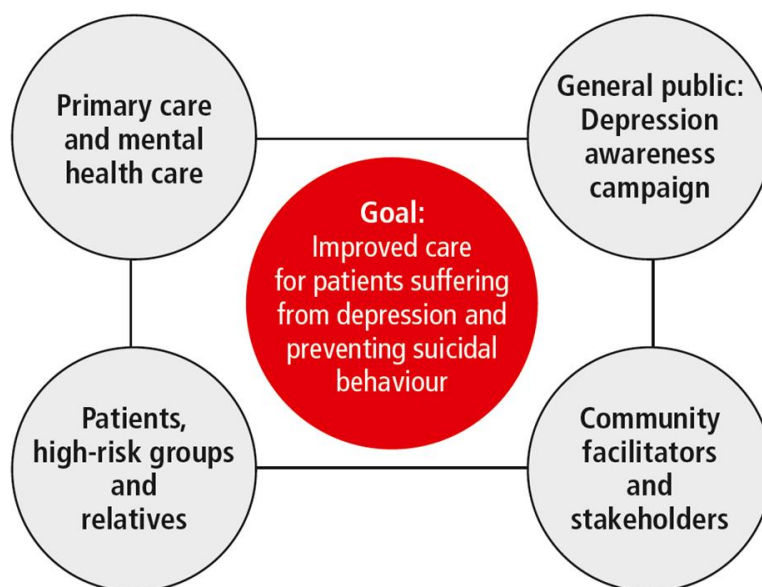 Primary care
and mental
health care
General public:
Depression
awareness
campaign
Goal:
Improved care
for patients suffering
from depression and
preventing suicidal
behaviour
Patients,
high-risk groups
and
relatives
Community
facilitators
and
stakeholders